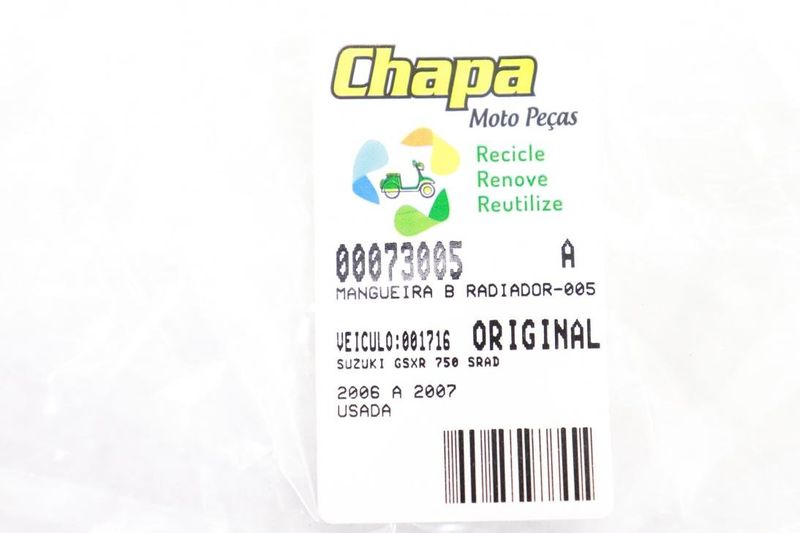 Chapa
Moto Peças
Recicle
Renove
Reutilize
00073005 A
MANGUEIRA B RADIADOR-005
VEICULO:001716 ORIGINAL
SUZUKI GSXR 750 SRAD
2006 A 2007
USADA